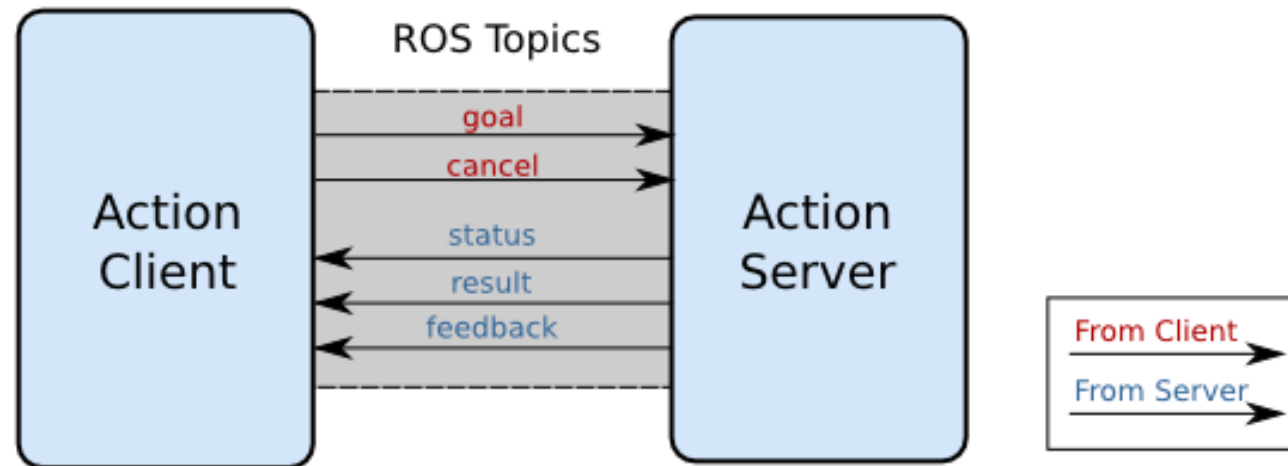 ROS Topics
goal
cancel
Action
Client
status
result
feedback
Action
Server
From Client
From Server